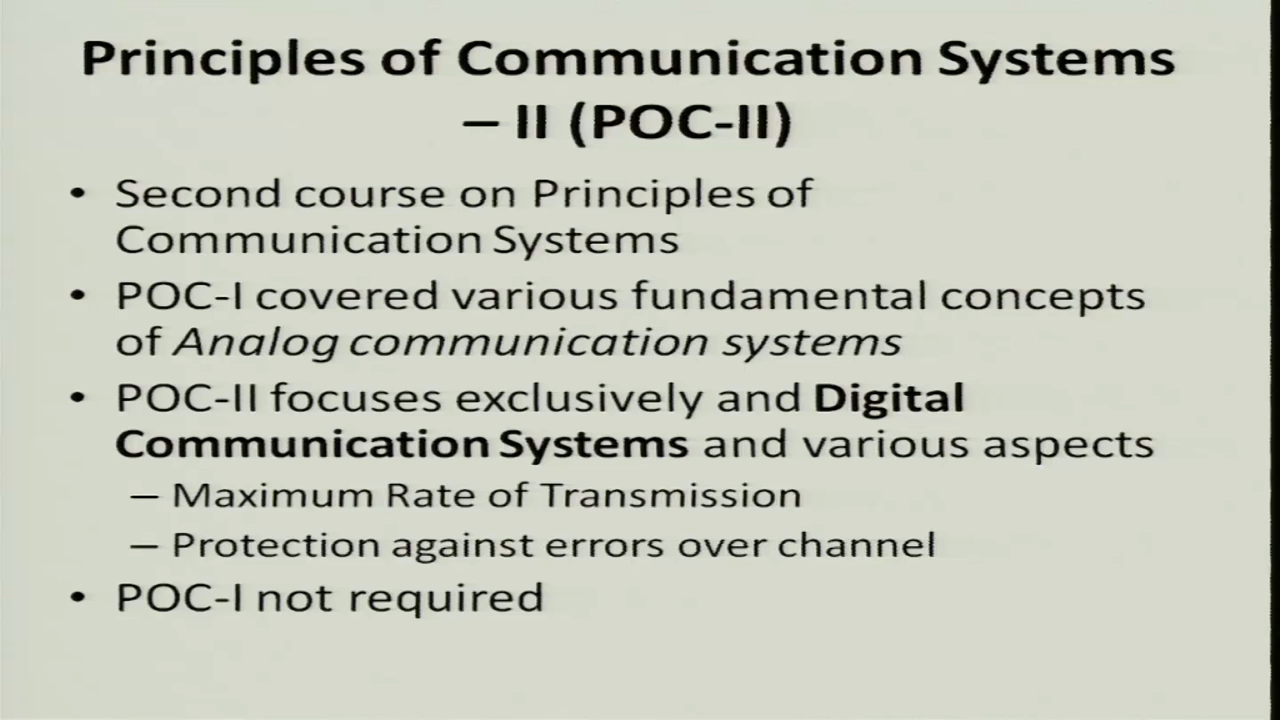 Principles of Communication Systems
– II (POC-II)
• Second course on Principles of
Communication Systems
• POC-I covered various fundamental concepts
of Analog communication systems
• POC-II focuses exclusively and Digital
Communication Systems and various aspects
– Maximum Rate of Transmission
– Protection against errors over channel
• POC-I not required